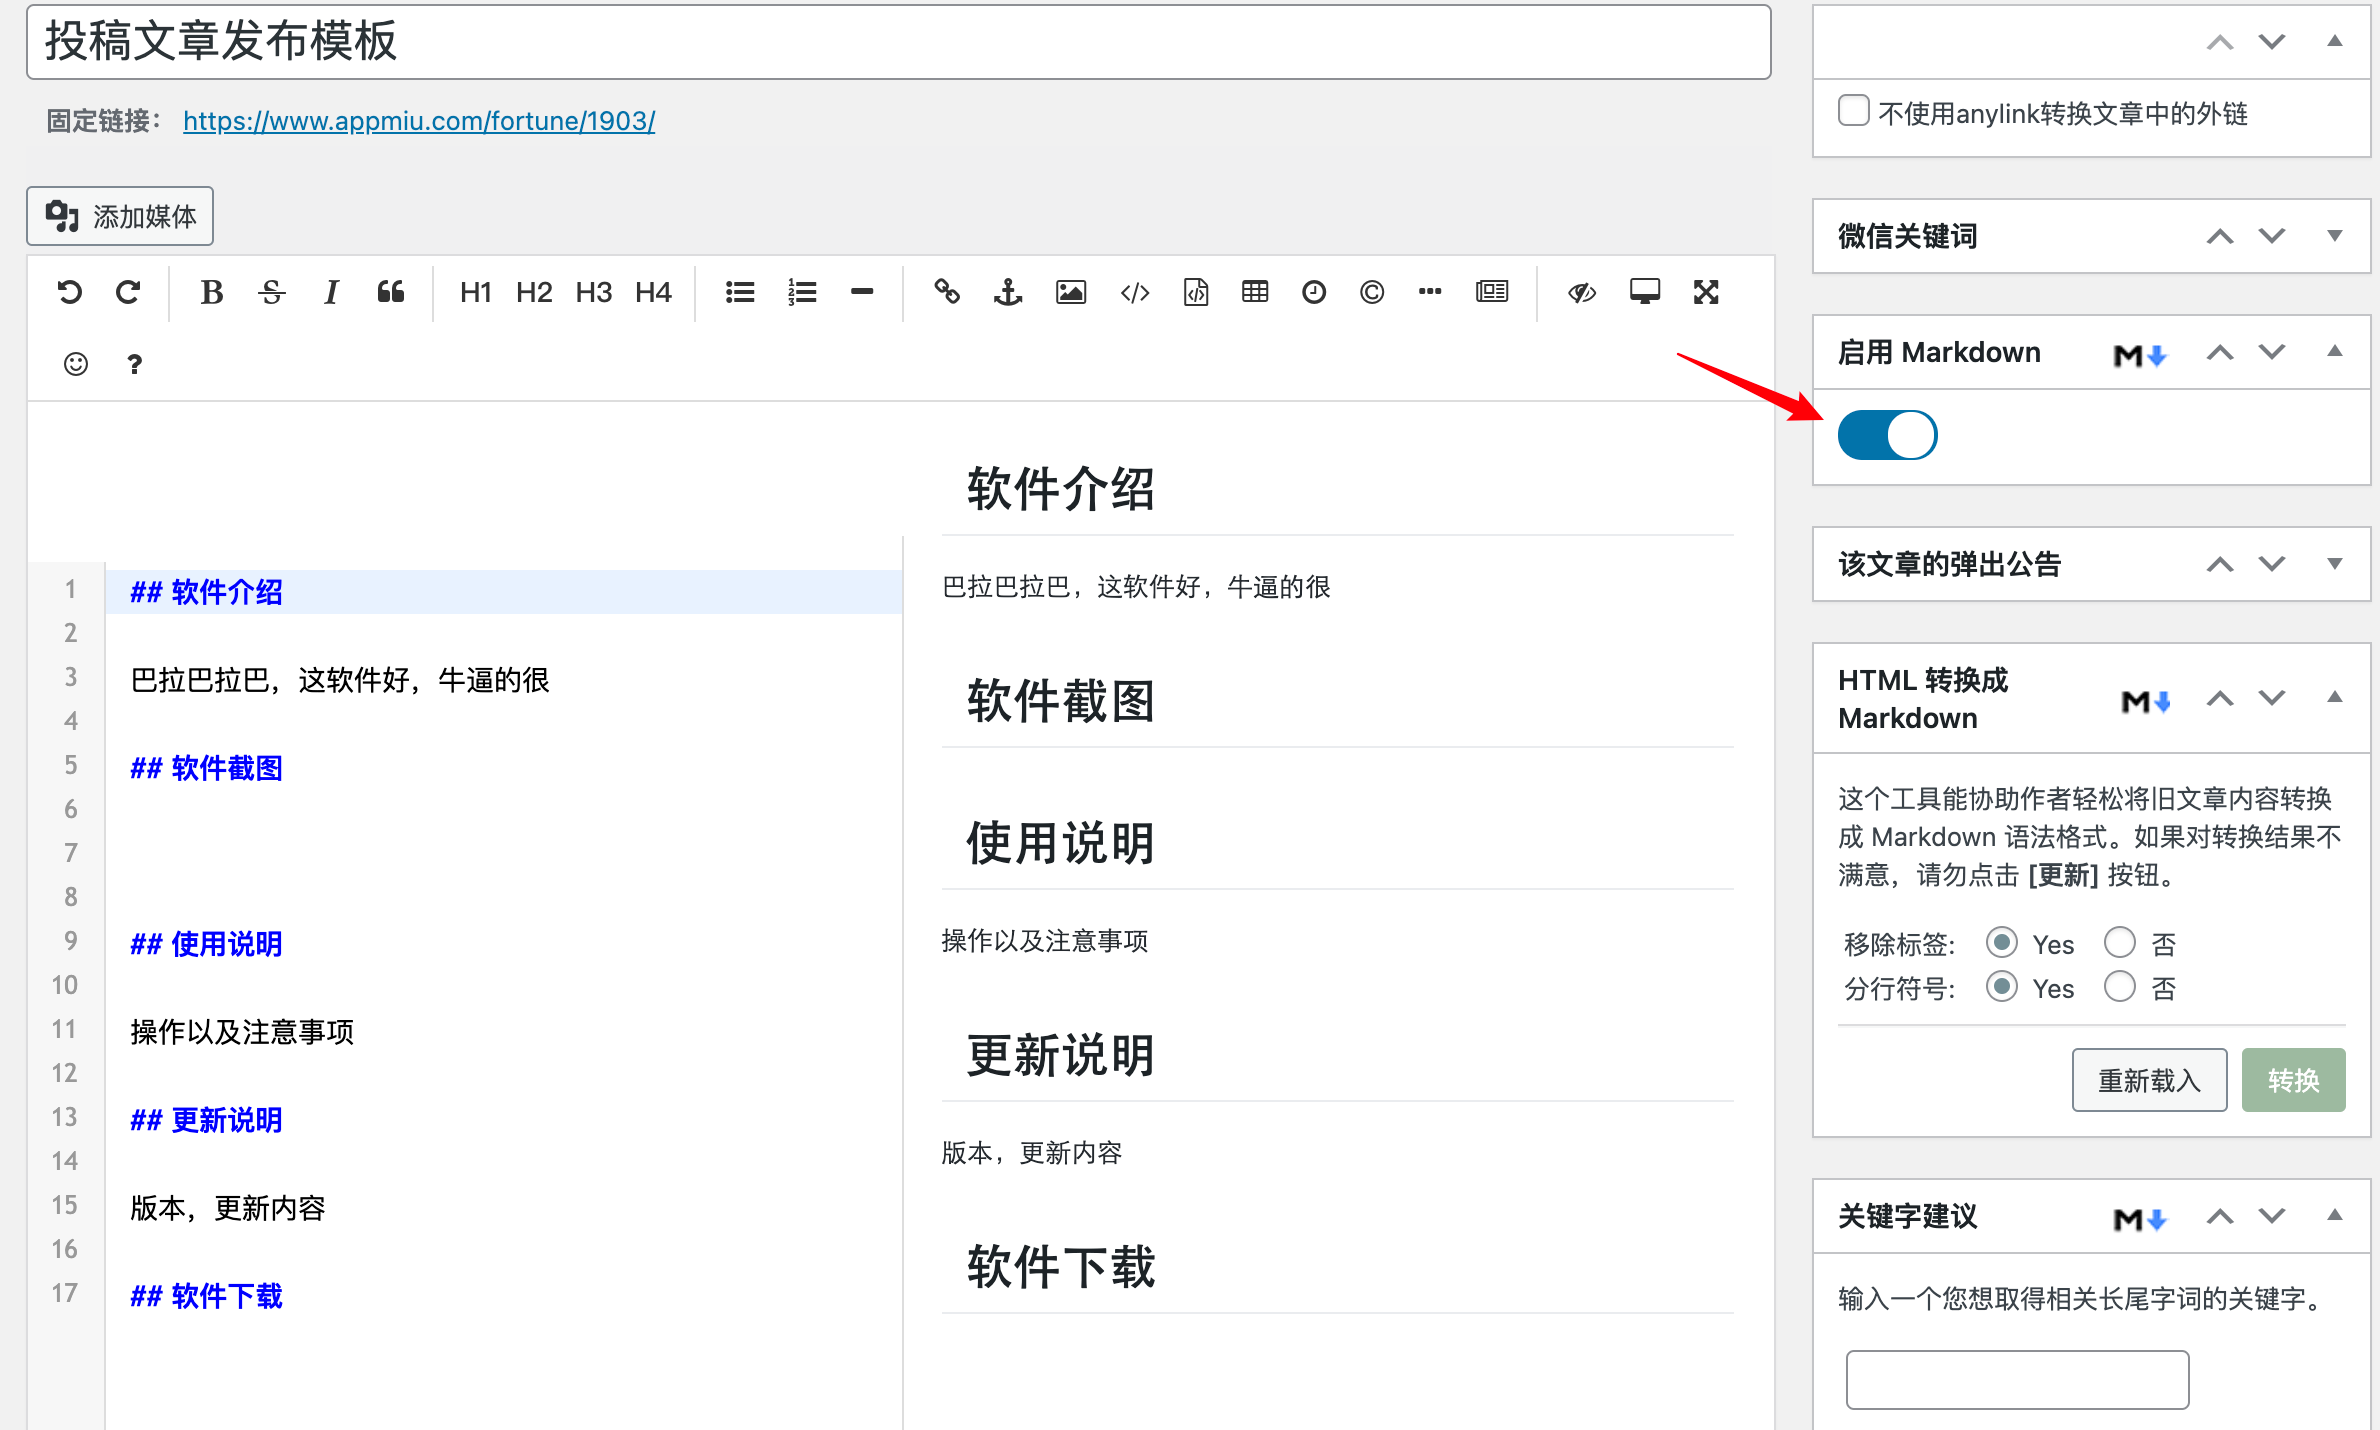 投稿文章发布模板
固定链接： https://www.appmiu.com/fortune/1903/
添加媒体
B S I H1 H2 H3 H4
?
1 ## 软件介绍
2
3 巴拉巴拉巴，这软件好，牛逼的很
4
5 ## 软件截图
6
7
8
9 ## 使用说明
10
11 操作以及注意事项
12
13 ## 更新说明
14
15 版本，更新内容
16
17 ## 软件下载
软件介绍
巴拉巴拉巴，这软件好，牛逼的很
软件截图
使用说明
操作以及注意事项
更新说明
版本，更新内容
软件下载
不使用anylink转换文章中的外链
微信关键词
启用 Markdown M
该文章的弹出公告
HTML 转换成
Markdown M
这个工具能协助作者轻松将旧文章内容转换
成 Markdown 语法格式。如果对转换结果不
满意，请勿点击 [更新] 按钮。
移除标签: Yes 否
分行符号: Yes 否
重新载入 转换
关键字建议 M
输入一个您想取得相关长尾字词的关键字。